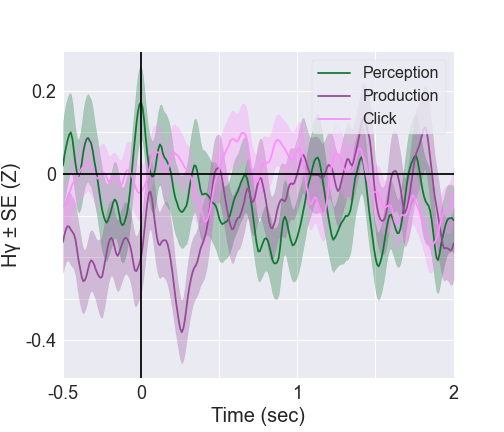 Perception
Production
Click
0.2
0
-0.4
Hγ ± SE (Z)
-0.5
0
1
2
Time (sec)